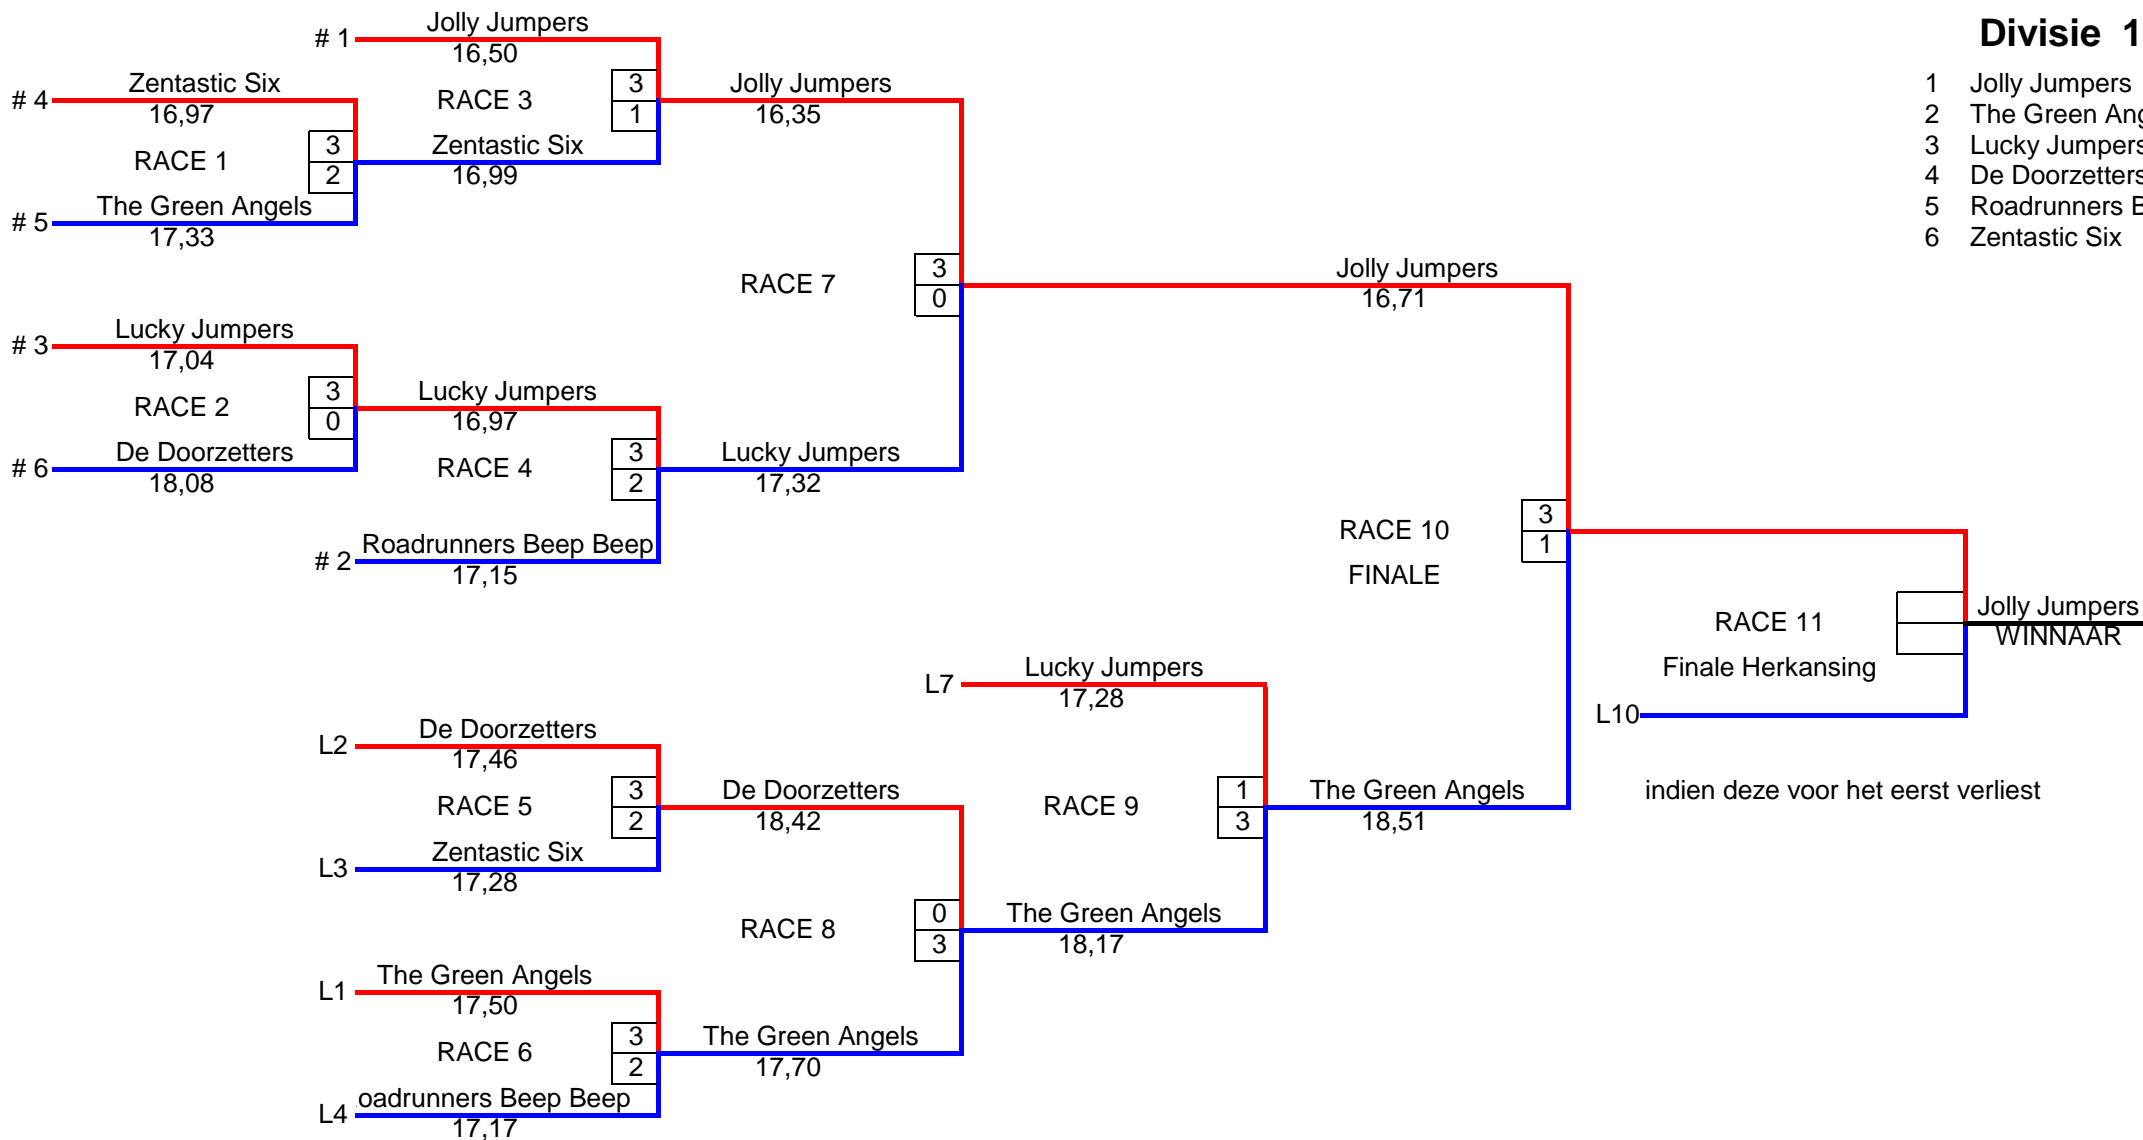 Divisie 1
1 Jolly Jumpers
2 The Green Ang
3 Lucky Jumpers
4 De Doorzetters
5 Roadrunners B
6 Zentastic Six
# 1
Jolly Jumpers
16,50
RACE 3
3
1
# 4
Zentastic Six
16,97
RACE 1
3
2
# 5
The Green Angels
17,33
Zentastic Six
16,99
Jolly Jumpers
16,35
RACE 7
3
0
# 3
Lucky Jumpers
17,04
RACE 2
3
0
# 6
De Doorzetters
18,08
Lucky Jumpers
16,97
RACE 4
3
2
# 2
Roadrunners Beep Beep
17,15
Lucky Jumpers
17,32
Jolly Jumpers
16,71
RACE 10
FINALE
3
1
RACE 11
Finale Herkansing
Jolly Jumpers
WINNAAR
L10
indien deze voor het eerst verliest
L7
Lucky Jumpers
17,28
RACE 9
1
3
The Green Angels
18,51
L2
De Doorzetters
17,46
RACE 5
3
2
L3
Zentastic Six
17,28
De Doorzetters
18,42
RACE 8
0
3
The Green Angels
18,17
L1
The Green Angels
17,50
RACE 6
3
2
L4
oadrunners Beep Beep
17,17
The Green Angels
17,70